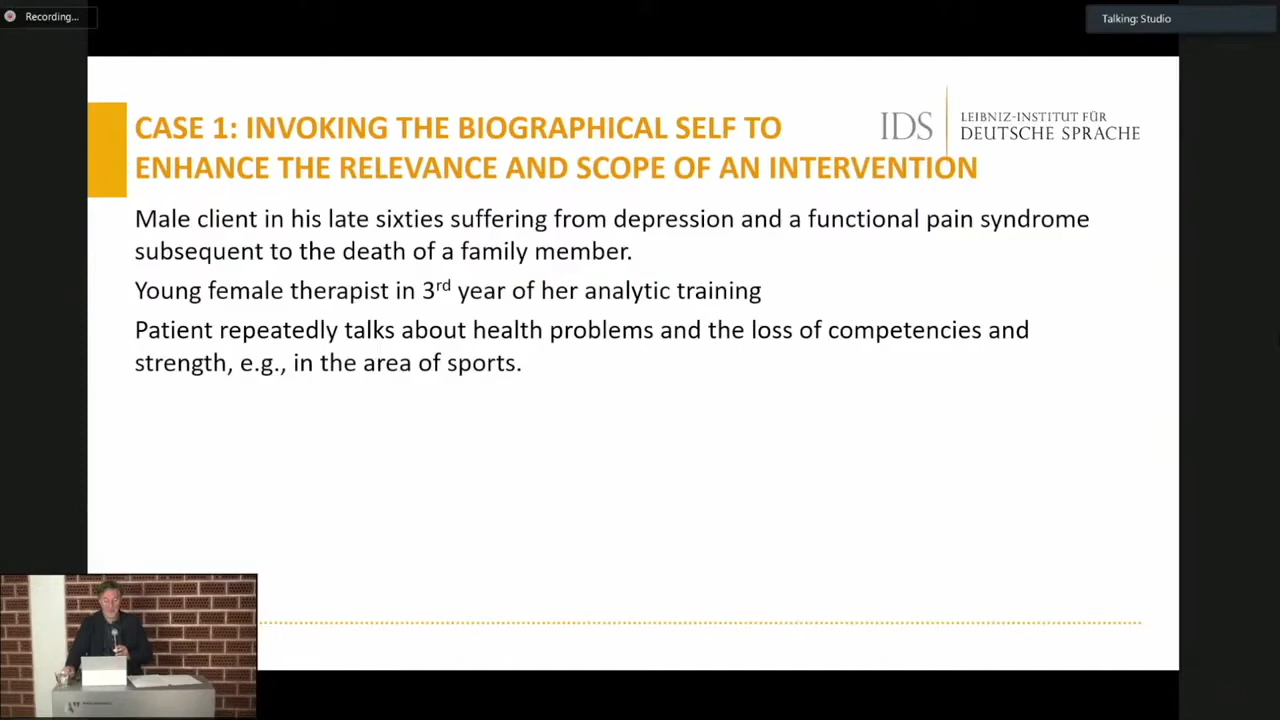 Recording...
Talking: Studio
CASE 1: INVOKING THE BIOGRAPHICAL SELF TO
ENHANCE THE RELEVANCE AND SCOPE OF AN INTERVENTION
IDS
LEIBNIZ-INSTITUT FÜR
DEUTSCHE SPRACHE
Male client in his late sixties suffering from depression and a functional pain syndrome
subsequent to the death of a family member.
Young female therapist in 3rd year of her analytic training
Patient repeatedly talks about health problems and the loss of competencies and
strength, e.g., in the area of sports.